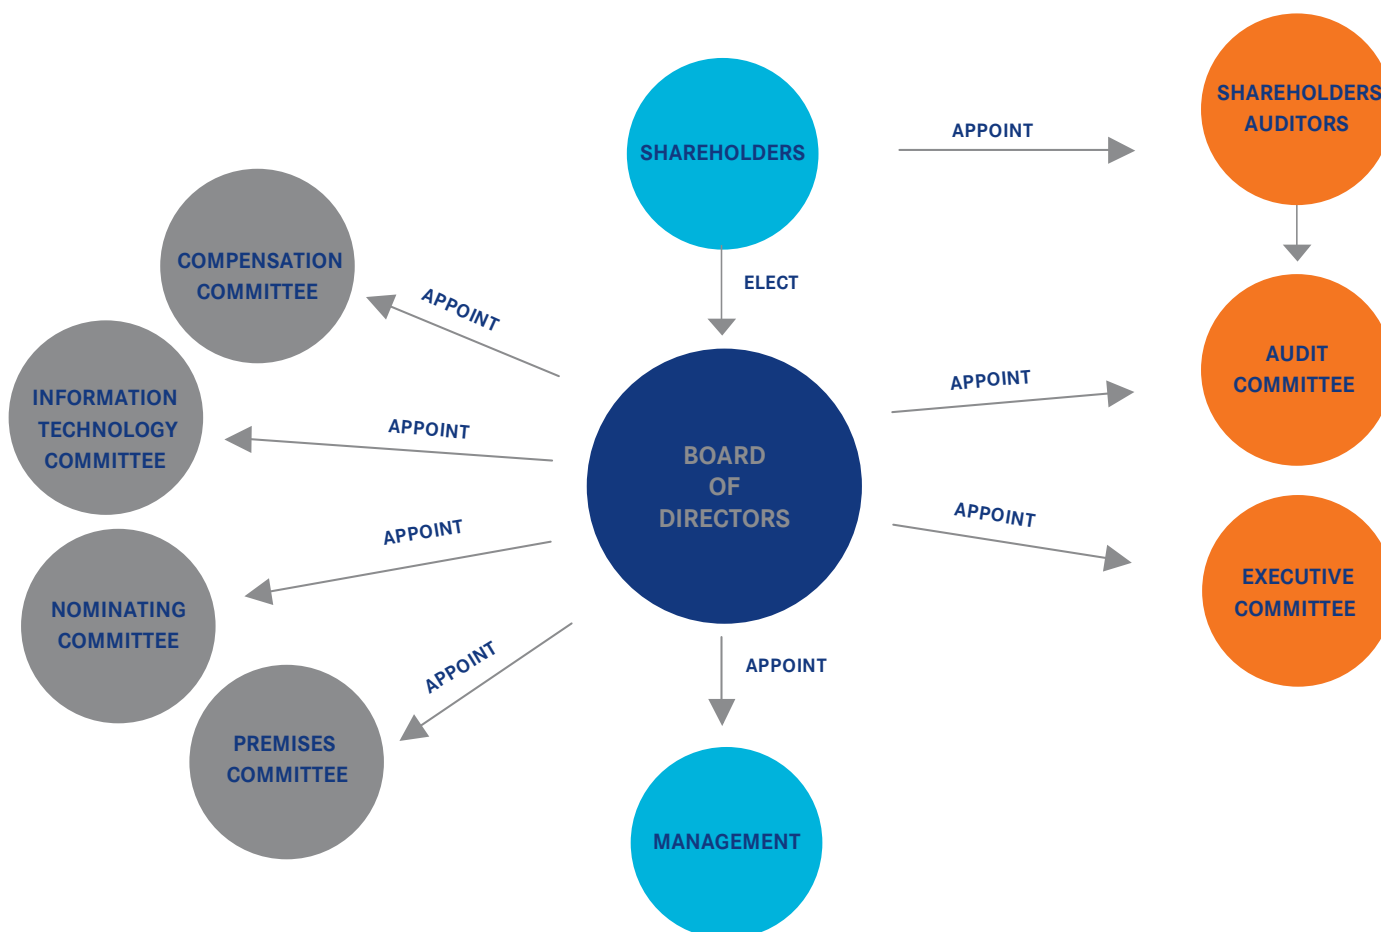 SHAREHOLDERS
APPOINT
SHAREHOLDERS
AUDITORS
ELECT
COMPENSATION
COMMITTEE
APPOINT
INFORMATION
TECHNOLOGY
COMMITTEE
APPOINT
BOARD
OF
DIRECTORS
APPOINT
AUDIT
COMMITTEE
APPOINT
EXECUTIVE
COMMITTEE
APPOINT
NOMINATING
COMMITTEE
APPOINT
PREMISES
COMMITTEE
APPOINT
MANAGEMENT